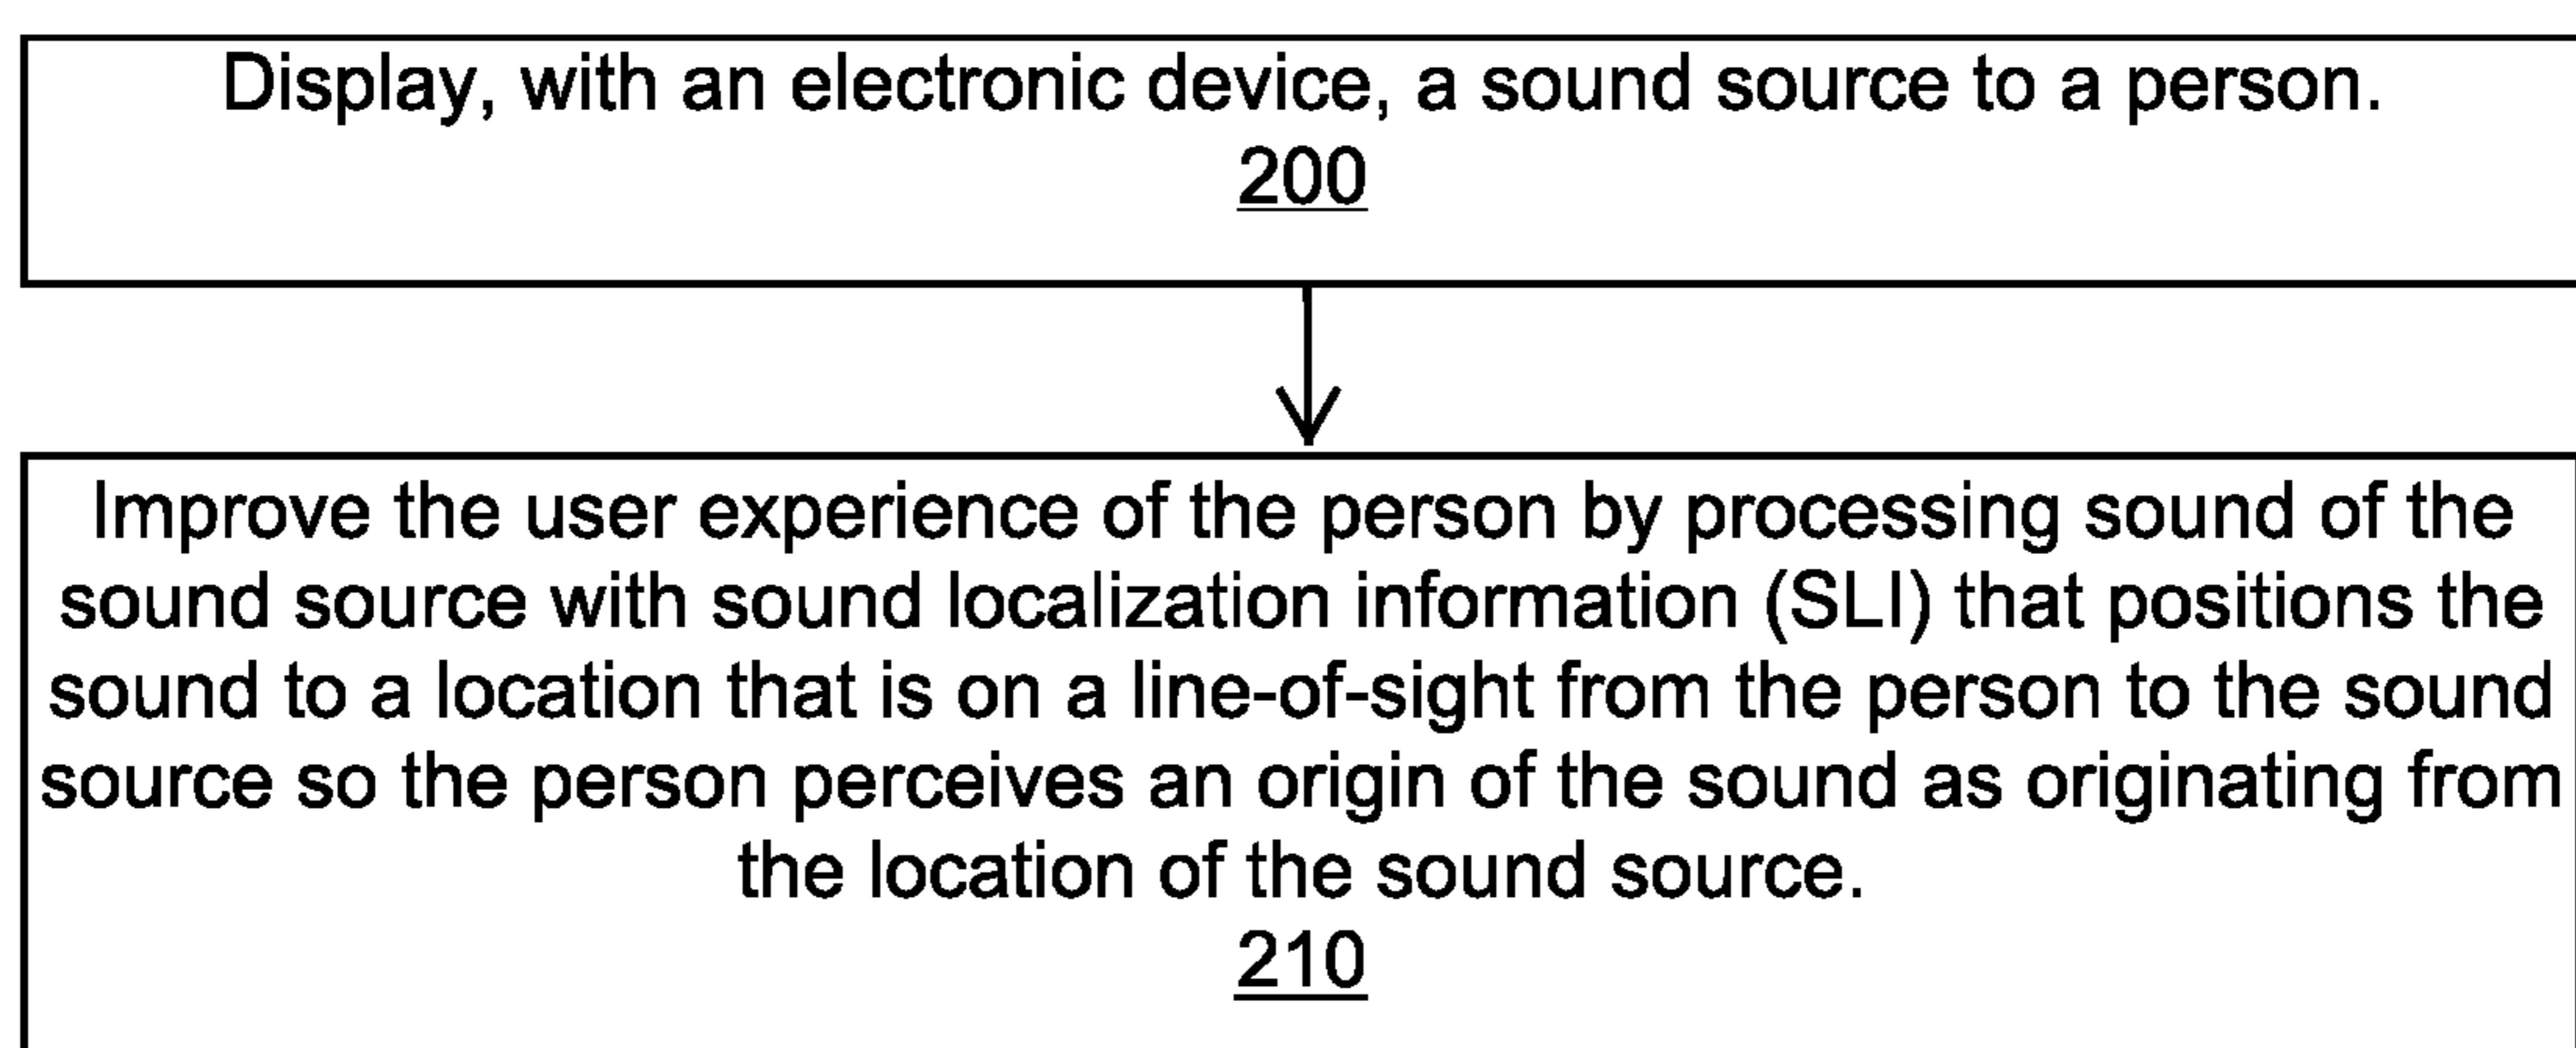 Display, with an electronic device, a sound source to a person.
200
Improve the user experience of the person by processing sound of the
sound source with sound localization information (SLI) that positions the
sound to a location that is on a line-of-sight from the person to the sound
source so the person perceives an origin of the sound as originating from
the location of the sound source.
210